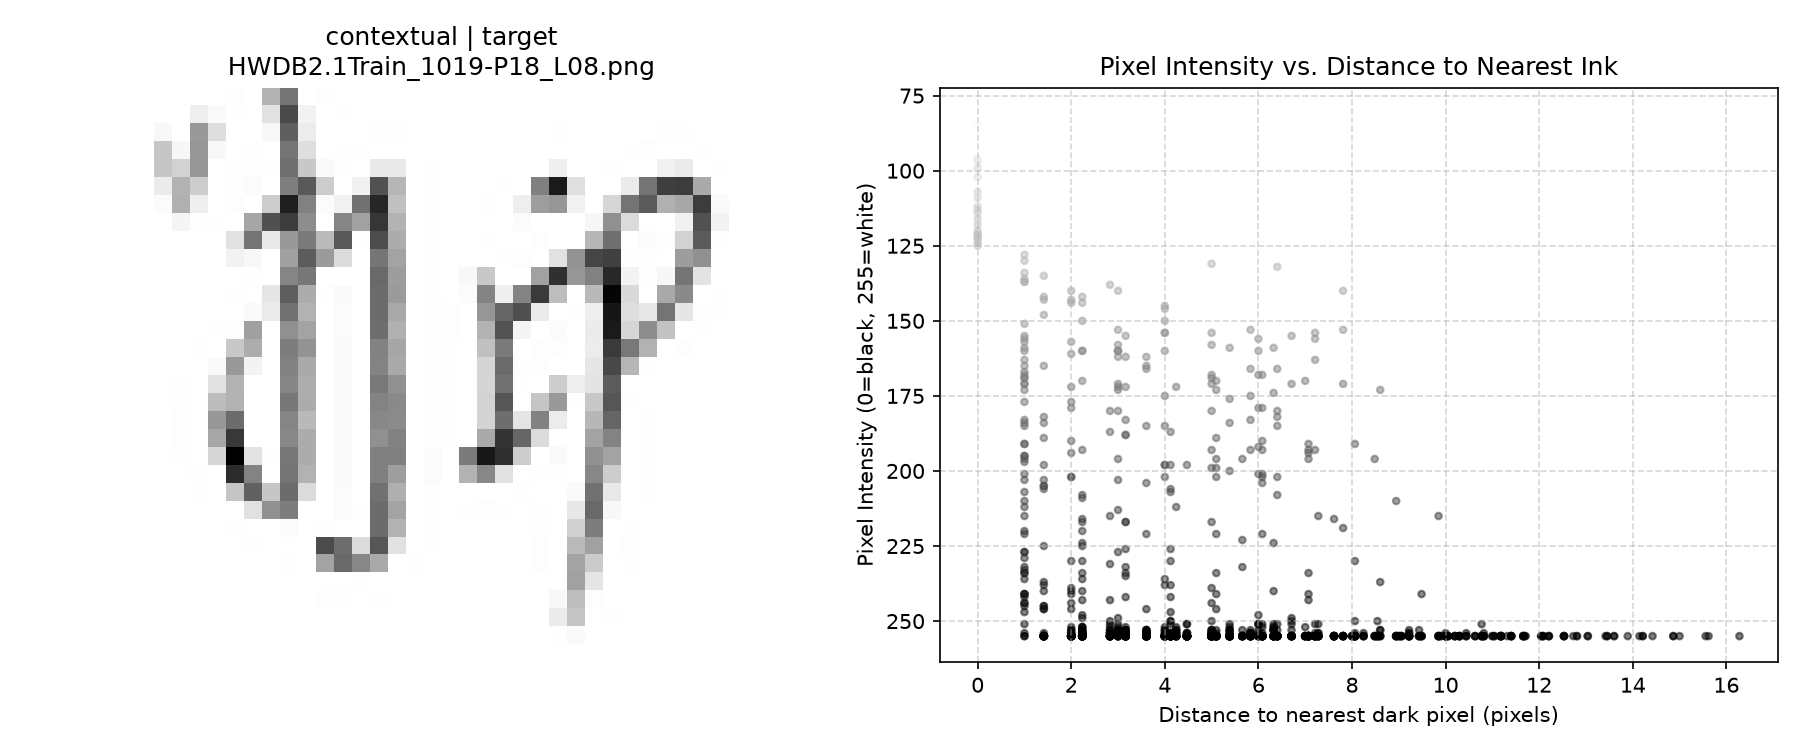 contextual | target
HWDB2.1Train_1019-P18_L08.png
Pixel Intensity vs. Distance to Nearest Ink
Pixel Intensity (0=black, 255=white)
75
100
125
150
175
200
225
250
0 2 4 6 8 10 12 14 16
Distance to nearest dark pixel (pixels)